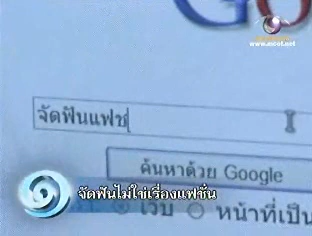 GO
www.mcot.net
จัดฟันแฟช
ค้นหาด้วย Google
จัดฟันไม่ใช่เรื่องแฟชั่น
เว็บ หน้าที่เป็น